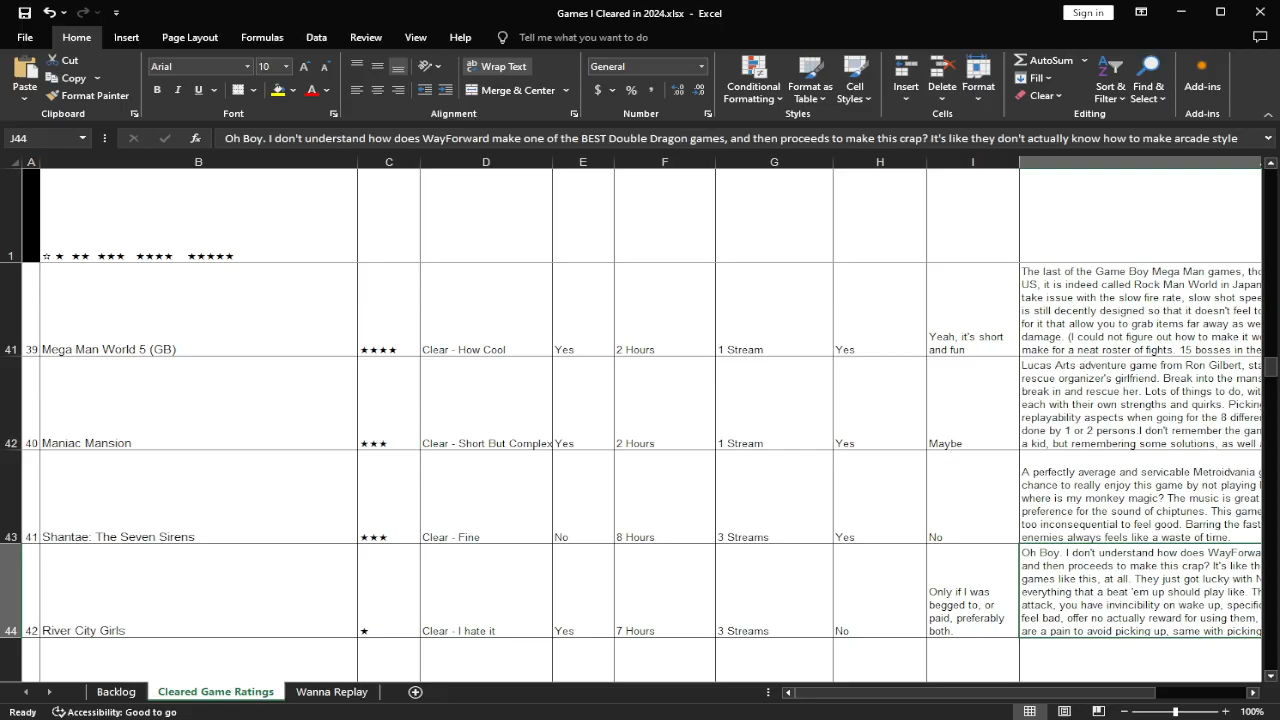 Games I Cleared in 2024.xlsx - Excel
Sign in
File Home Insert Page Layout Formulas Data Review View Help Tell me what you want to do
Paste
Cut
Copy
Format Painter
Clipboard
Arial 10
B I U A
Font
Wrap Text
Merge & Center
Alignment
General
$ %
Number
Conditional Formatting
Format as Table
Cell Styles
Styles
Insert Delete Format
Cells
AutoSum
Fill
Clear
Sort & Filter
Find & Select
Editing
Add-ins
Add-ins
J44 fx Oh Boy. I don't understand how does WayForward make one of the BEST Double Dragon games, and then proceeds to make this crap? It's like they don't actually know how to make arcade style
A B C D E F G H I
1 ☆ ★ ★★ ★★★ ★★★★ ★★★★★
41 39 Mega Man World 5 (GB) ★★★★ Clear - How Cool Yes 2 Hours 1 Stream Yes
Yeah, it's short
and fun
The last of the Game Boy Mega Man games, tho
US, it is indeed called Rock Man World in Japan
take issue with the slow fire rate, slow shot spee
is still decently designed so that it doesn't feel to
for it that allow you to grab items far away as we
damage. (I could not figure out how to make it wo
make for a neat roster of fights. 15 bosses in the
42 40 Maniac Mansion ★★★ Clear - Short But Complex Yes 2 Hours 1 Stream Yes Maybe
Lucas Arts adventure game from Ron Gilbert, sta
rescue organizer's girlfriend. Break into the mans
break in and rescue her. Lots of things to do, wit
each with their own strengths and quirks. Picking
replayability aspects when going for the 8 differen
done by 1 or 2 persons.I don't remember the gam
a kid, but remembering some solutions, as well a
43 41 Shantae: The Seven Sirens ★★★ Clear - Fine No 8 Hours 3 Streams Yes No
A perfectly average and servicable Metroidvania g
chance to really enjoy this game by not playing
where is my monkey magic? The music is great
preference for the sound of chiptunes. This game
too inconsequential to feel good. Barring the fast
enemies always feels like a waste of time.
44 42 River City Girls ★ Clear - I hate it Yes 7 Hours 3 Streams No
Only if I was
begged to, or
paid, preferably
both.
Oh Boy. I don't understand how does WayForwa
and then proceeds to make this crap? It's like th
games like this, at all. They just got lucky with N
everything that a beat 'em up should play like. Th
attack, you have invincibility on wake up, specifi
feel bad, offer no actually reward for using them,
are a pain to avoid picking up, same with picking
Backlog Cleared Game Ratings Wanna Replay
Ready Accessibility: Good to go 100%